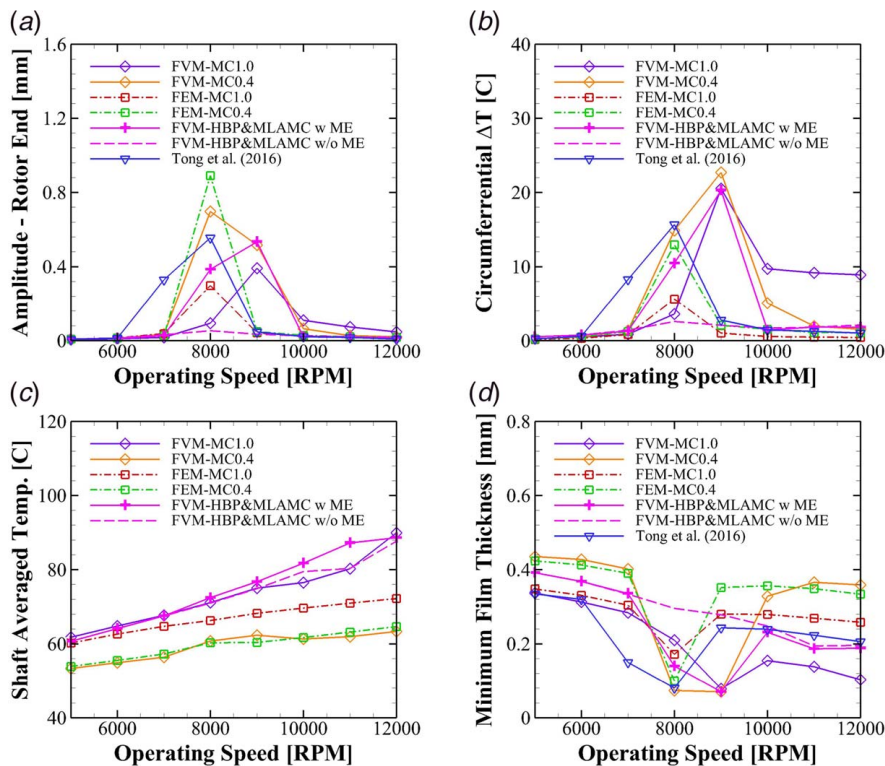 (a)
Amplitude - Rotor End [mm]
1.6
1.2
0.8
0.4
0
FVM-MC1.0
FVM-MC0.4
FEM-MC1.0
FEM-MC0.4
FVM-HBP&MLAMC w ME
FVM-HBP&MLAMC w/o ME
Tong et al. (2016)
6000 8000 10000 12000
Operating Speed [RPM]
(b)
Circumferrential ΔT [C]
40
30
20
10
0
FVM-MC1.0
FVM-MC0.4
FEM-MC1.0
FEM-MC0.4
FVM-HBP&MLAMC w ME
FVM-HBP&MLAMC w/o ME
Tong et al. (2016)
6000 8000 10000 12000
Operating Speed [RPM]
(c)
Shaft Averaged Temp. [C]
120
100
80
60
40
FVM-MC1.0
FVM-MC0.4
FEM-MC1.0
FEM-MC0.4
FVM-HBP&MLAMC w ME
FVM-HBP&MLAMC w/o ME
6000 8000 10000 12000
Operating Speed [RPM]
(d)
Minimum Film Thickness [mm]
0.8
0.6
0.4
0.2
0
FVM-MC1.0
FVM-MC0.4
FEM-MC1.0
FEM-MC0.4
FVM-HBP&MLAMC w ME
FVM-HBP&MLAMC w/o ME
Tong et al. (2016)
6000 8000 10000 12000
Operating Speed [RPM]